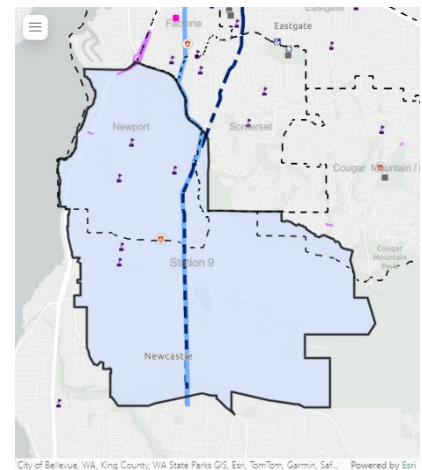 Eastgate
Factoria
Eastgate
Newport
Somerset
Cougar Mountain /
Cougar
Mountain
Park
Station 9
Newcastle
City of Bellevue, WA, King County, WA State Parks GIS, Esri, TomTom, Garmin, Saf... Powered by Esri